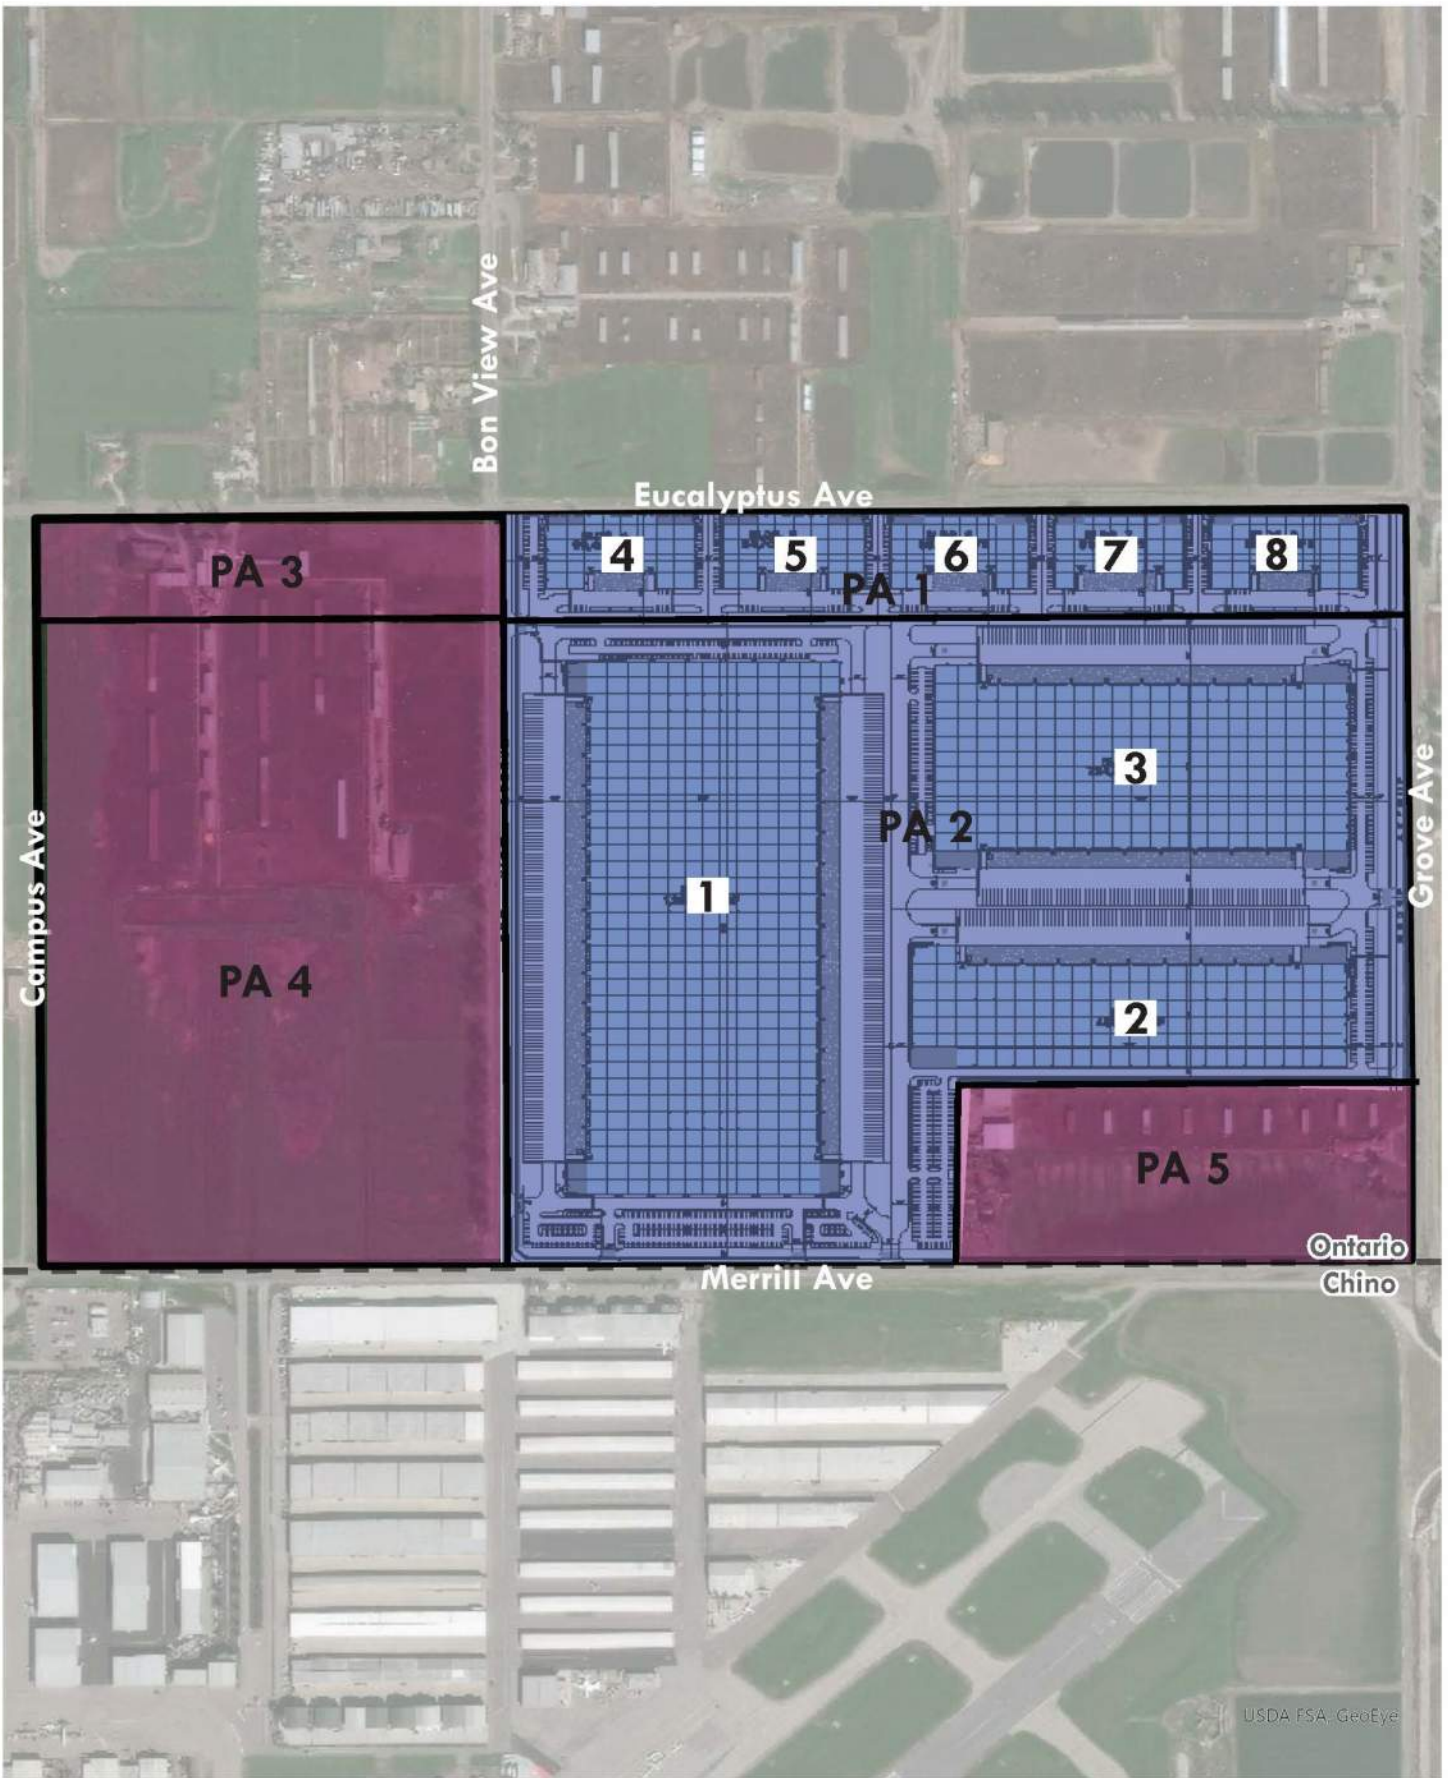 Bon View Ave
Eucalyptus Ave
4
5
6
7
8
PA 3
PA 1
3
PA 2
1
Campus Ave
Grove Ave
PA 4
2
PA 5
Ontario
Merrill Ave
Chino
USDA FSA, GeoEye